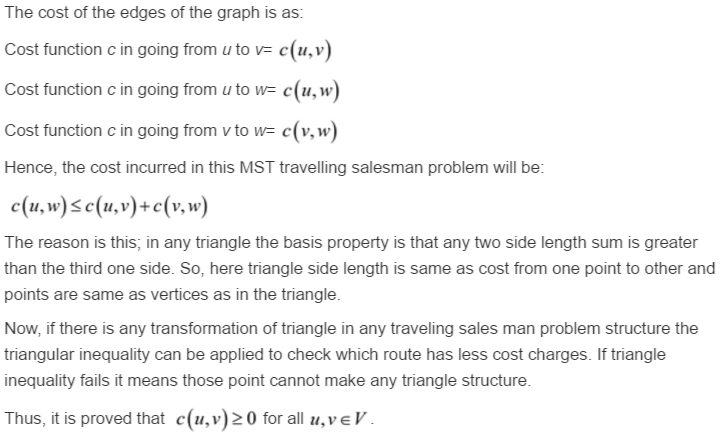 The cost of the edges of the graph is as:
Cost function c in going from u to v= c(u,v)
Cost function c in going from u to w= c(u,w)
Cost function c in going from v to w= c(v,w)
Hence, the cost incurred in this MST travelling salesman problem will be:
c(u,w)≤c(u,v)+c(v,w)
The reason is this; in any triangle the basis property is that any two side length sum is greater
than the third one side. So, here triangle side length is same as cost from one point to other and
points are same as vertices as in the triangle.
Now, if there is any transformation of triangle in any traveling sales man problem structure the
triangular inequality can be applied to check which route has less cost charges. If triangle
inequality fails it means those point cannot make any triangle structure.
Thus, it is proved that c(u,v)≥0 for all u,v∈V.